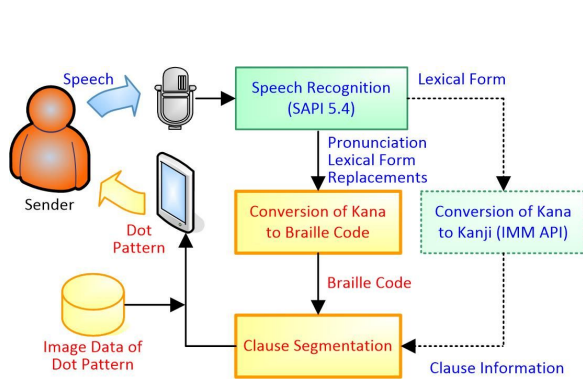 Speech
Speech Recognition
(SAPI 5.4)
Lexical Form
Pronunciation
Lexical Form
Replacements
Sender
Dot
Pattern
Conversion of Kana
to Braille Code
Conversion of Kana
to Kanji (IMM API)
Braille Code
Image Data of
Dot Pattern
Clause Segmentation
Clause Information